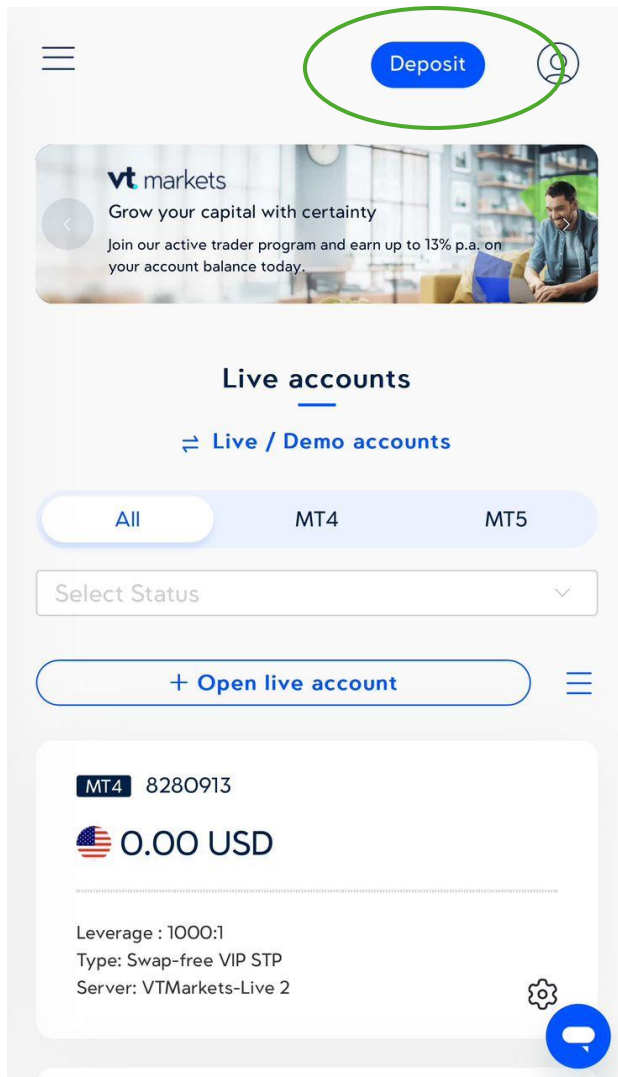 Deposit
vt markets
Grow your capital with certainty
Join our active trader program and earn up to 13% p.a. on
your account balance today.
Live accounts
Live / Demo accounts
All MT4 MT5
Select Status
+ Open live account
MT4 8280913
0.00 USD
Leverage : 1000:1
Type: Swap-free VIP STP
Server: VTMarkets-Live 2